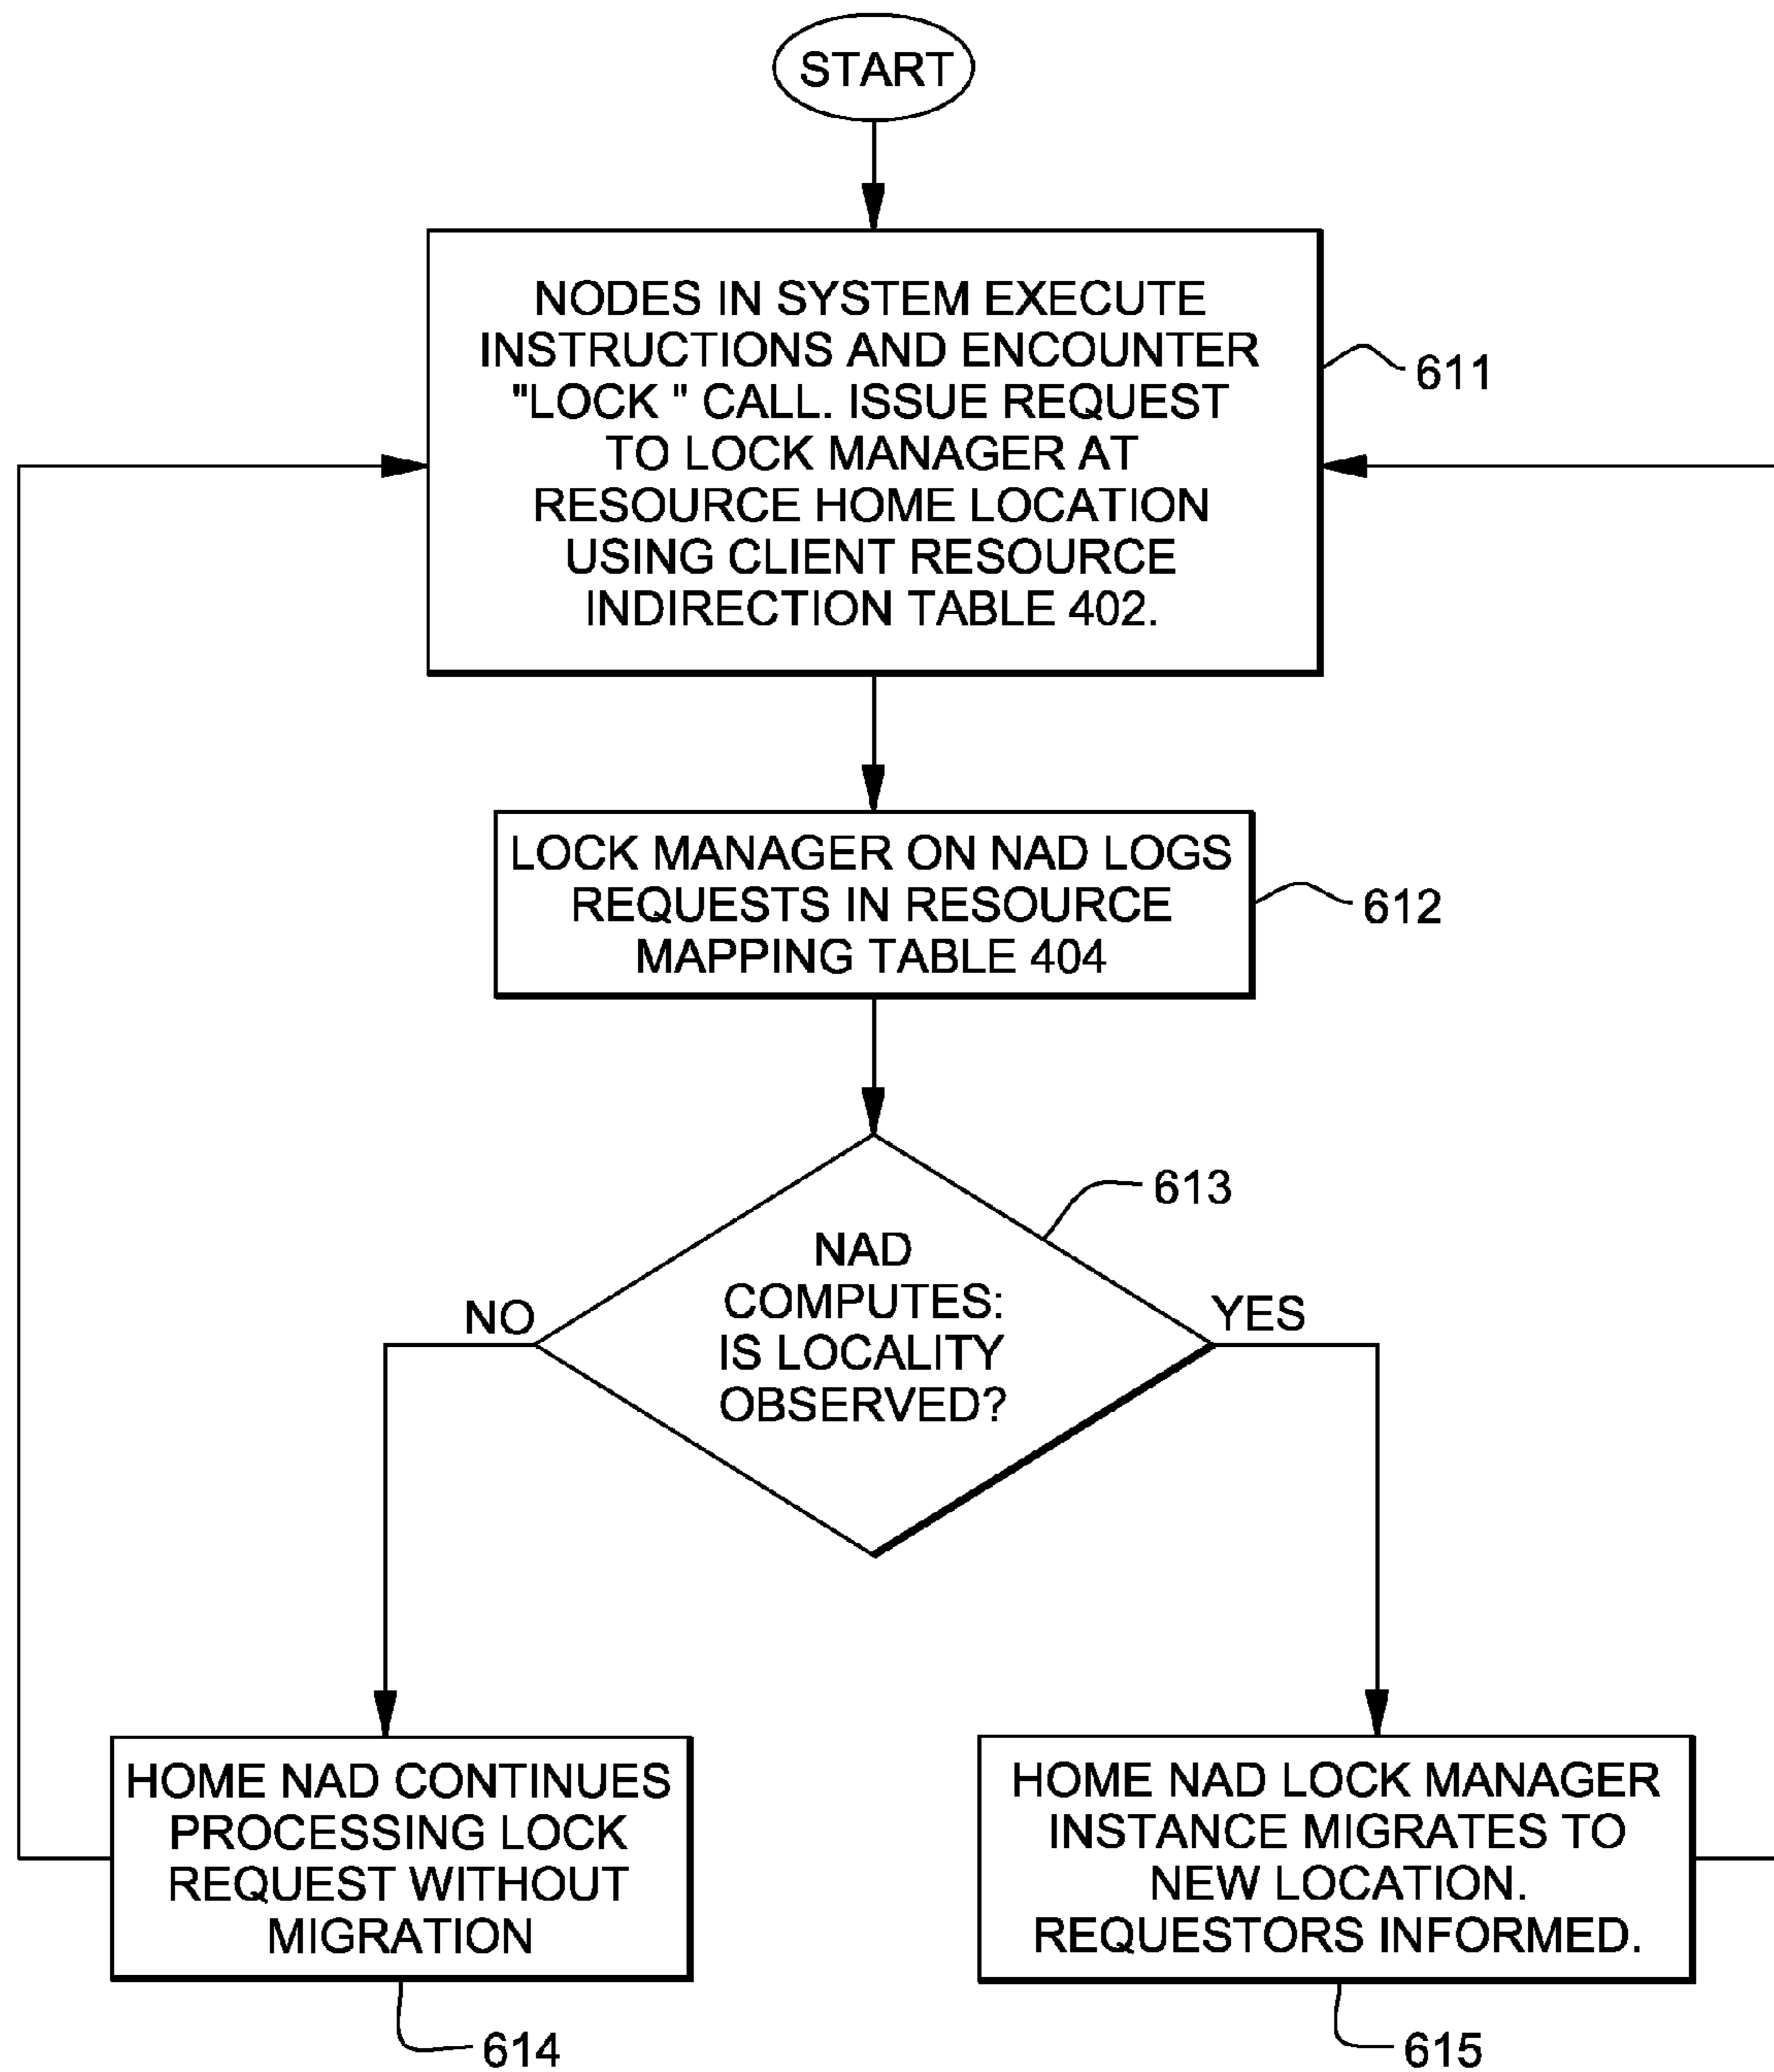 START
NODES IN SYSTEM EXECUTE
INSTRUCTIONS AND ENCOUNTER
"LOCK " CALL. ISSUE REQUEST
TO LOCK MANAGER AT
RESOURCE HOME LOCATION
USING CLIENT RESOURCE
INDIRECTION TABLE 402.
611
LOCK MANAGER ON NAD LOGS
REQUESTS IN RESOURCE
MAPPING TABLE 404
612
613
NAD
COMPUTES:
IS LOCALITY
OBSERVED?
NO
YES
HOME NAD CONTINUES
PROCESSING LOCK
REQUEST WITHOUT
MIGRATION
614
HOME NAD LOCK MANAGER
INSTANCE MIGRATES TO
NEW LOCATION.
REQUESTORS INFORMED.
615